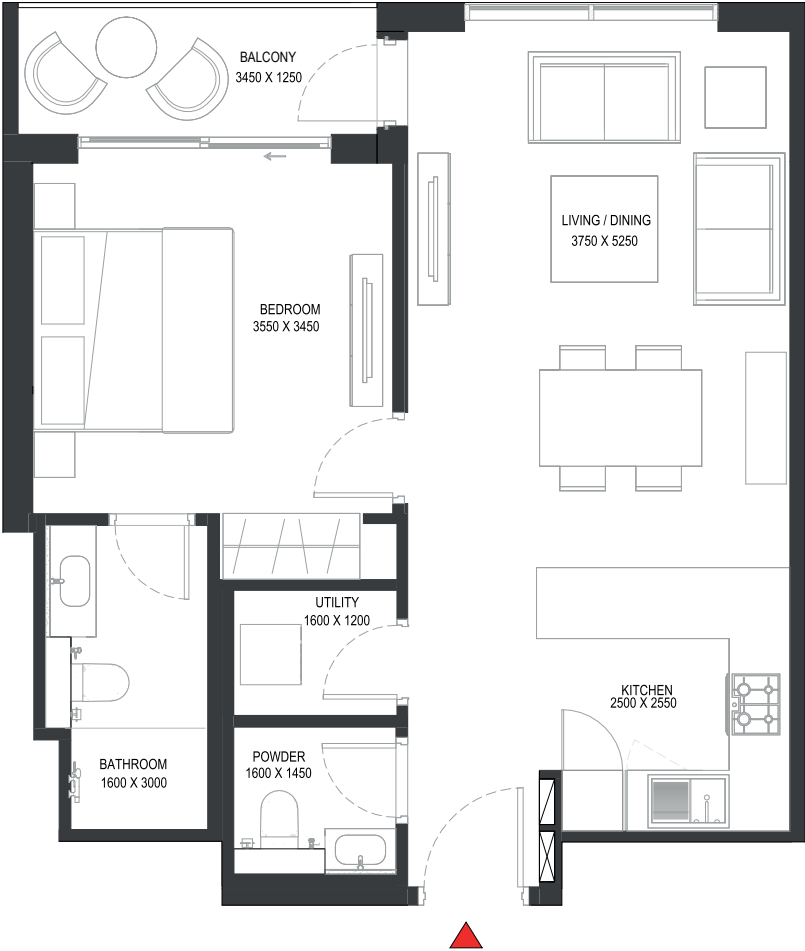 BALCONY
3450 X 1250
LIVING / DINING
3750 X 5250
BEDROOM
3550 X 3450
UTILITY
1600 X 1200
KITCHEN
2500 X 2550
POWDER
1600 X 1450
BATHROOM
1600 X 3000